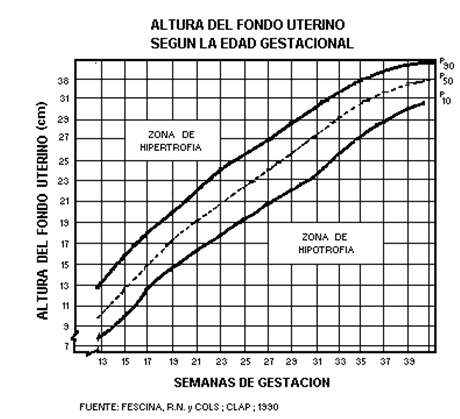 ALTURA DEL FONDO UTERINO
SEGUN LA EDAD GESTACIONAL
P90
P50
P10
38
31
29
27
25
23
21
19
17
15
13
11
9
7
ALTURA DEL FONDO UTERINO (cm)
ZONA DE
HIPERTROFIA
ZONA DE
HIPOTROFIA
13 15 17 19 21 23 25 27 29 31 33 35 37 39
SEMANAS DE GESTACION
FUENTE: FESCINA, R.N. y COLS ; CLAP ; 1990